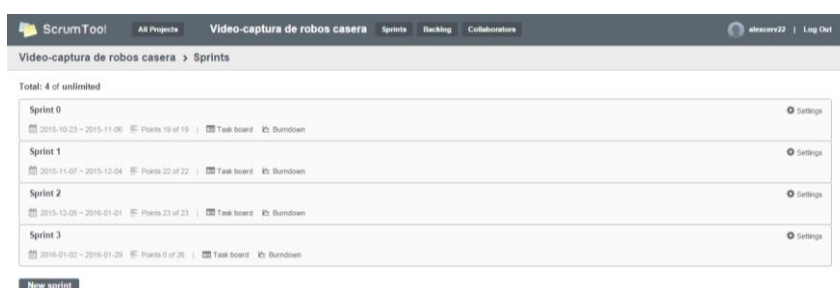 ScrumTool All Projects Video-captura de robos casera Sprints Backlog Collaborators alexcerv22 | Log Out
Video-captura de robos casera > Sprints
Total: 4 of unlimited
Sprint 0 Settings
2015-10-23 ~ 2015-11-06 Points 19 of 19 | Task board Burndown
Sprint 1 Settings
2015-11-07 ~ 2015-12-04 Points 22 of 22 | Task board Burndown
Sprint 2 Settings
2015-12-05 ~ 2016-01-01 Points 23 of 23 | Task board Burndown
Sprint 3 Settings
2016-01-02 ~ 2016-01-29 Points 0 of 26 | Task board Burndown
New sprint